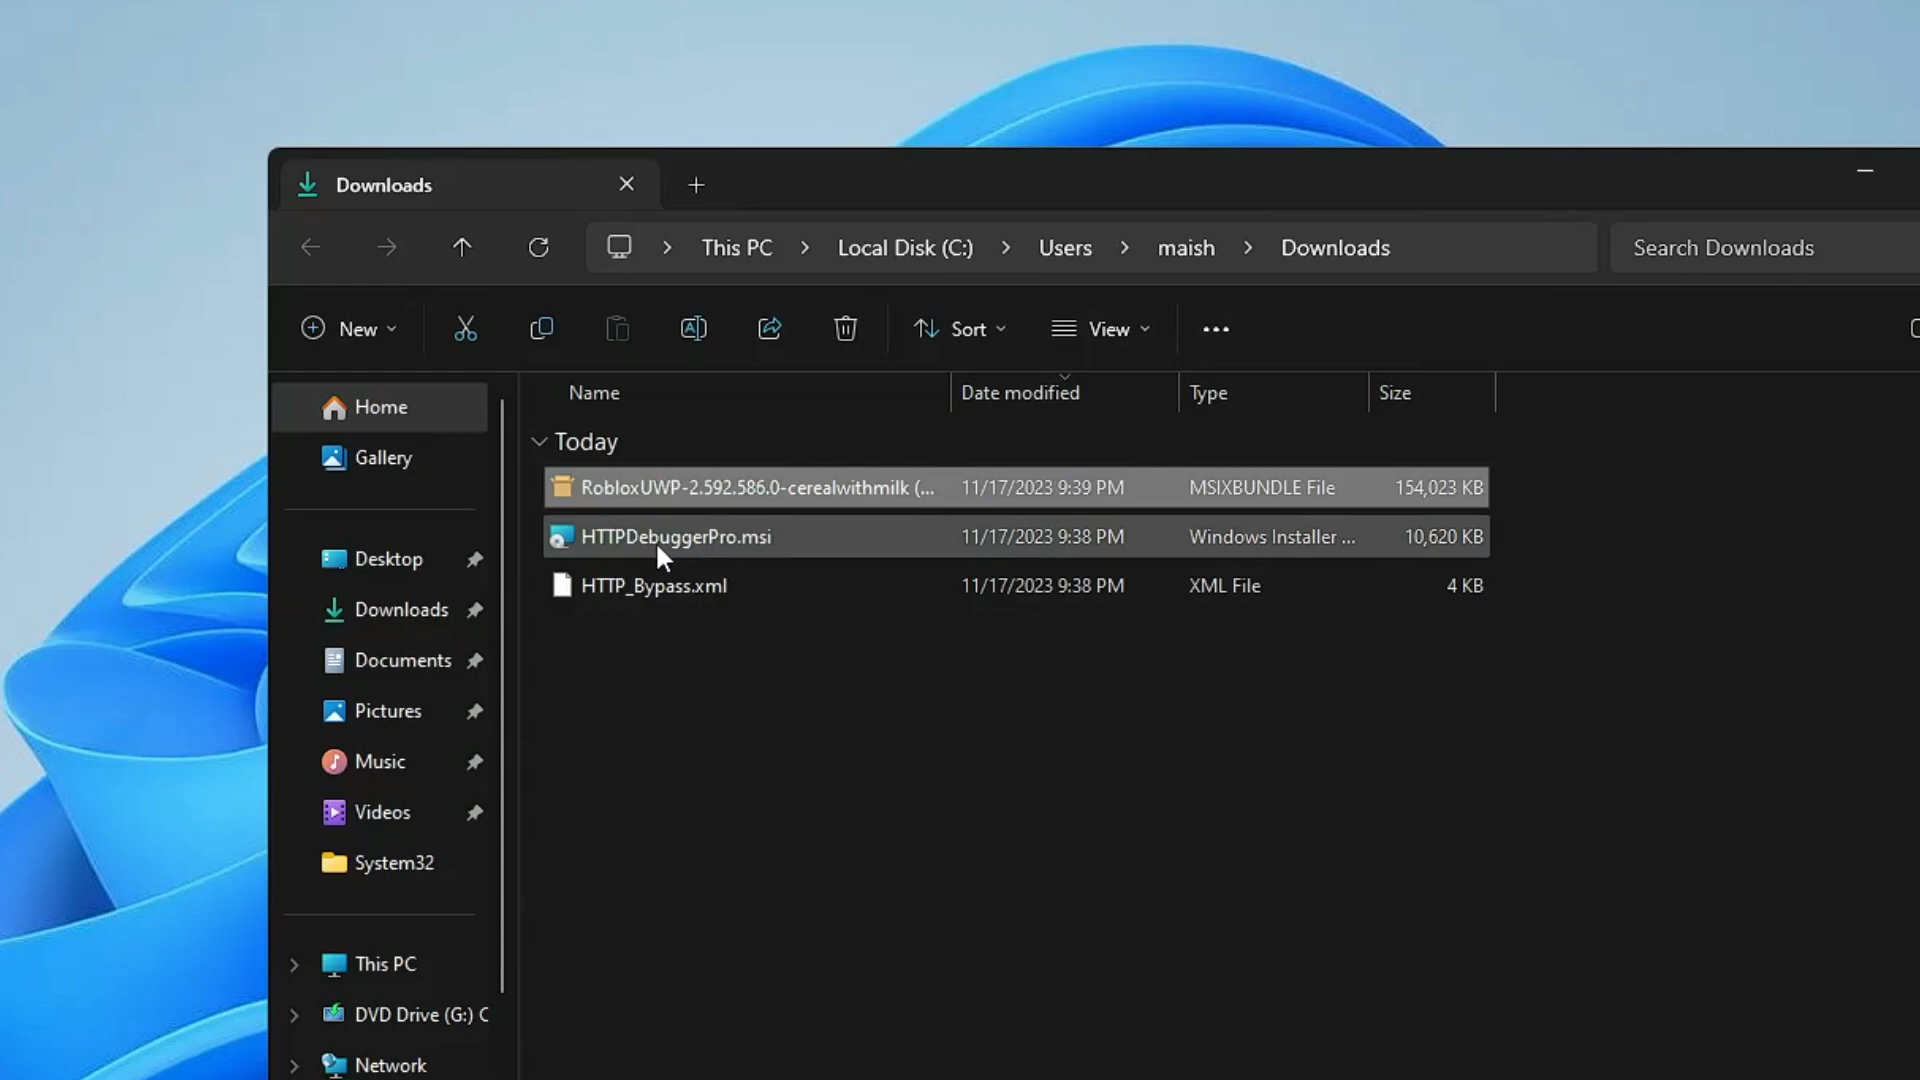 Downloads
This PC
Local Disk (C:)
Users
maish
Downloads
Search Downloads
New
Sort
View
Name
Date modified
Type
Size
Home
Gallery
Today
RobloxUWP-2.592.586.0-cerealwithmilk (... 11/17/2023 9:39 PM MSIXBUNDLE File 154,023 KB
HTTPDebuggerPro.msi 11/17/2023 9:38 PM Windows Installer ... 10,620 KB
HTTP_Bypass.xml 11/17/2023 9:38 PM XML File 4 KB
Desktop
Downloads
Documents
Pictures
Music
Videos
System32
This PC
DVD Drive (G:) C
Network